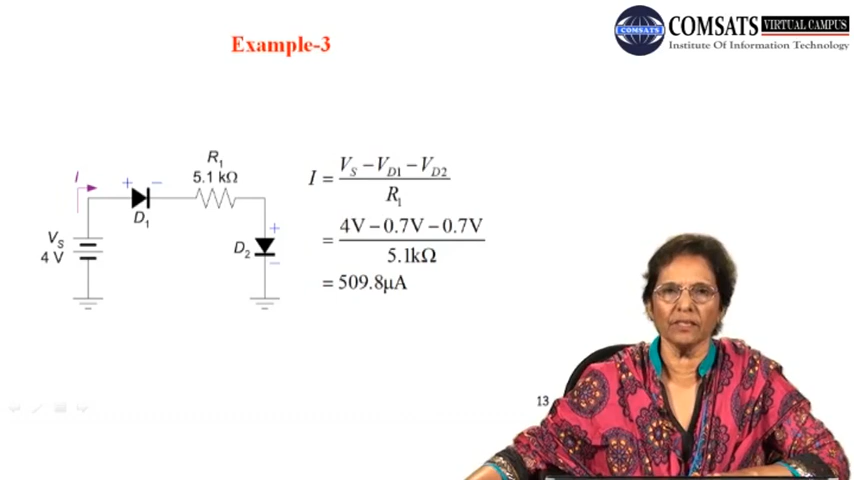 Example-3
COMSATS VIRTUAL CAMPUS
Institute Of Information Technology
COMSATS
R1
5.1 kΩ
I
+ −
D1
VS
4 V
+
D2
−
I = (VS − VD1 − VD2) / R1
= (4V − 0.7V − 0.7V) / 5.1kΩ
= 509.8µA
13